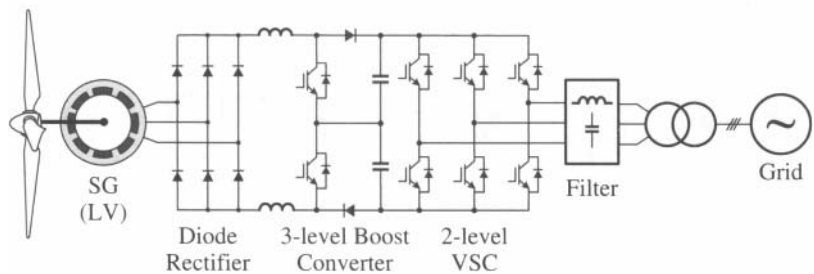 SG
(LV)
Diode
Rectifier
3-level Boost
Converter
2-level
VSC
Filter
~
Grid